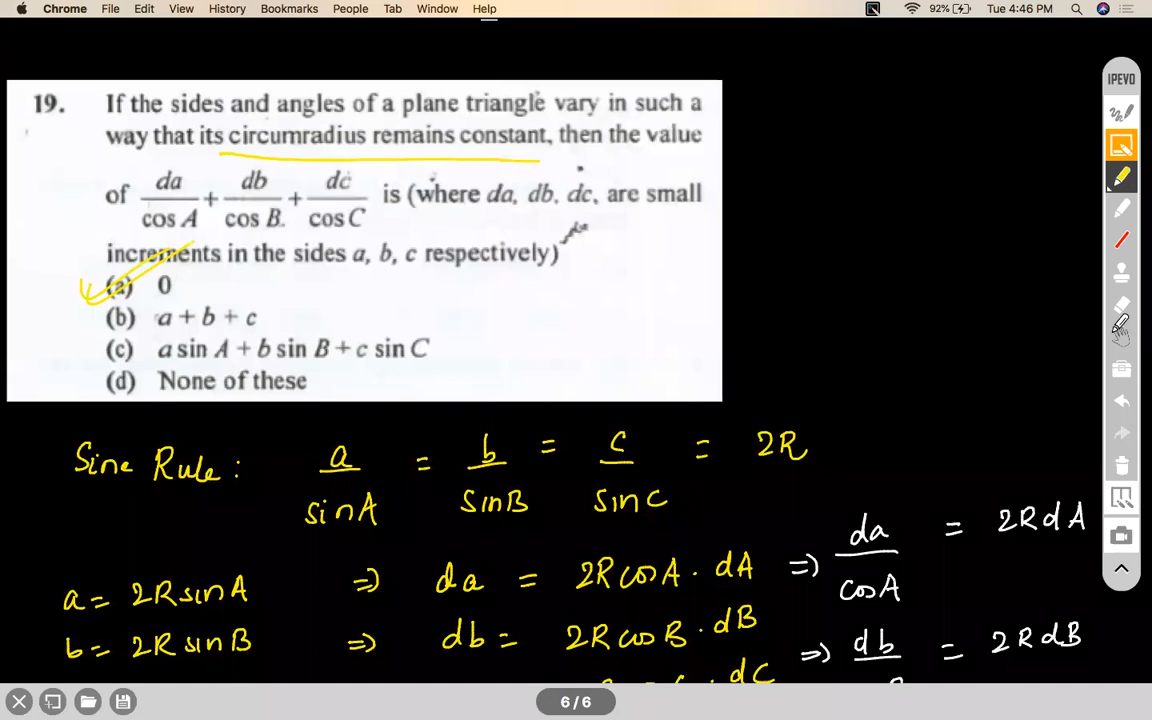 Chrome File Edit View History Bookmarks People Tab Window Help 92% Tue 4:46 PM
IPEVO
19. If the sides and angles of a plane triangle vary in such a
way that its circumradius remains constant, then the value
of da/cos A + db/cos B. + dc/cos C is (where da, db, dc, are small
increments in the sides a, b, c respectively)
(a) 0
(b) a + b + c
(c) a sin A + b sin B + c sin C
(d) None of these
Sine Rule: a/sinA = b/sinB = c/sinC = 2R
a = 2RsinA => da = 2RcosA · dA => da/cosA = 2RdA
b = 2RsinB => db = 2RcosB · dB => db = 2RdB
dC
6/6